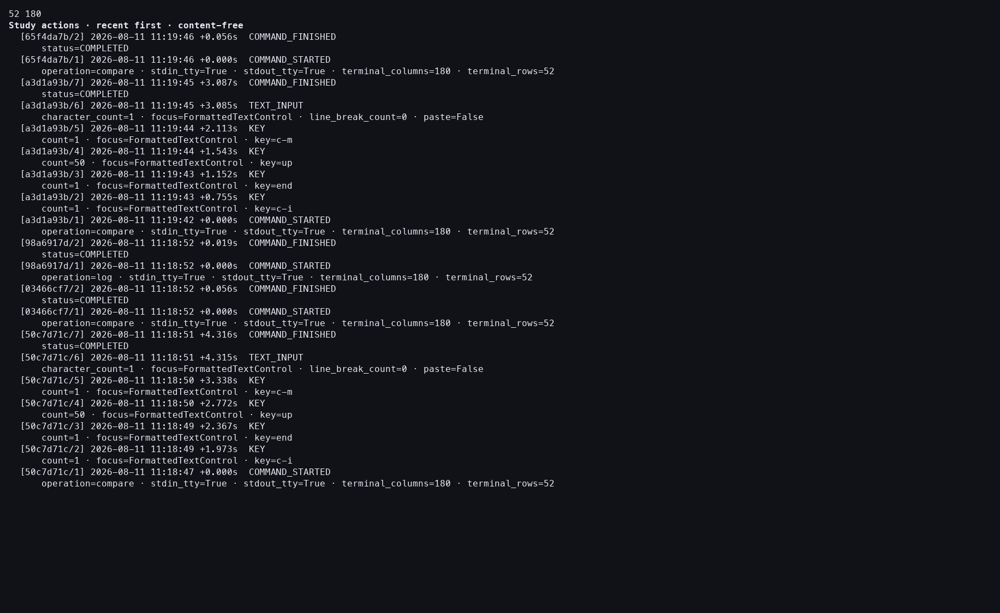 52 180
Study actions · recent first · content-free
[65f4da7b/2] 2026-08-11 11:19:46 +0.056s  COMMAND_FINISHED
status=COMPLETED
[65f4da7b/1] 2026-08-11 11:19:46 +0.000s  COMMAND_STARTED
operation=compare · stdin_tty=True · stdout_tty=True · terminal_columns=180 · terminal_rows=52
[a3d1a93b/7] 2026-08-11 11:19:45 +3.087s  COMMAND_FINISHED
status=COMPLETED
[a3d1a93b/6] 2026-08-11 11:19:45 +3.085s  TEXT_INPUT
character_count=1 · focus=FormattedTextControl · line_break_count=0 · paste=False
[a3d1a93b/5] 2026-08-11 11:19:44 +2.113s  KEY
count=1 · focus=FormattedTextControl · key=c-m
[a3d1a93b/4] 2026-08-11 11:19:44 +1.543s  KEY
count=50 · focus=FormattedTextControl · key=up
[a3d1a93b/3] 2026-08-11 11:19:43 +1.152s  KEY
count=1 · focus=FormattedTextControl · key=end
[a3d1a93b/2] 2026-08-11 11:19:43 +0.755s  KEY
count=1 · focus=FormattedTextControl · key=c-i
[a3d1a93b/1] 2026-08-11 11:19:42 +0.000s  COMMAND_STARTED
operation=compare · stdin_tty=True · stdout_tty=True · terminal_columns=180 · terminal_rows=52
[98a6917d/2] 2026-08-11 11:18:52 +0.019s  COMMAND_FINISHED
status=COMPLETED
[98a6917d/1] 2026-08-11 11:18:52 +0.000s  COMMAND_STARTED
operation=log · stdin_tty=True · stdout_tty=True · terminal_columns=180 · terminal_rows=52
[03466cf7/2] 2026-08-11 11:18:52 +0.056s  COMMAND_FINISHED
status=COMPLETED
[03466cf7/1] 2026-08-11 11:18:52 +0.000s  COMMAND_STARTED
operation=compare · stdin_tty=True · stdout_tty=True · terminal_columns=180 · terminal_rows=52
[50c7d71c/7] 2026-08-11 11:18:51 +4.316s  COMMAND_FINISHED
status=COMPLETED
[50c7d71c/6] 2026-08-11 11:18:51 +4.315s  TEXT_INPUT
character_count=1 · focus=FormattedTextControl · line_break_count=0 · paste=False
[50c7d71c/5] 2026-08-11 11:18:50 +3.338s  KEY
count=1 · focus=FormattedTextControl · key=c-m
[50c7d71c/4] 2026-08-11 11:18:50 +2.772s  KEY
count=50 · focus=FormattedTextControl · key=up
[50c7d71c/3] 2026-08-11 11:18:49 +2.367s  KEY
count=1 · focus=FormattedTextControl · key=end
[50c7d71c/2] 2026-08-11 11:18:49 +1.973s  KEY
count=1 · focus=FormattedTextControl · key=c-i
[50c7d71c/1] 2026-08-11 11:18:47 +0.000s  COMMAND_STARTED
operation=compare · stdin_tty=True · stdout_tty=True · terminal_columns=180 · terminal_rows=52